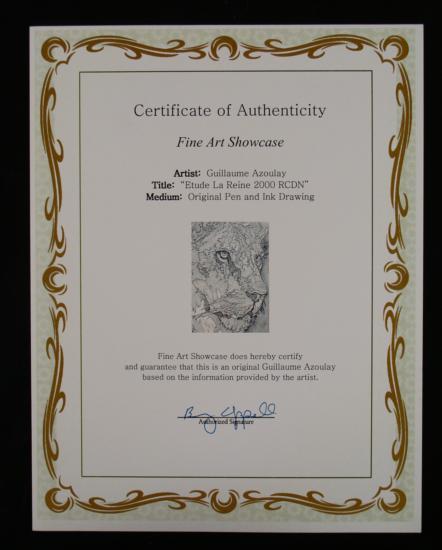 Certificate of Authenticity
Fine Art Showcase
Artist: Guillaume Azoulay
Title: "Etude La Reine 2000 RCDN"
Medium: Original Pen and Ink Drawing
Fine Art Showcase does hereby certify
and guarantee that this is an original Guillaume Azoulay
based on the information provided by the artist.
Authorized Signature